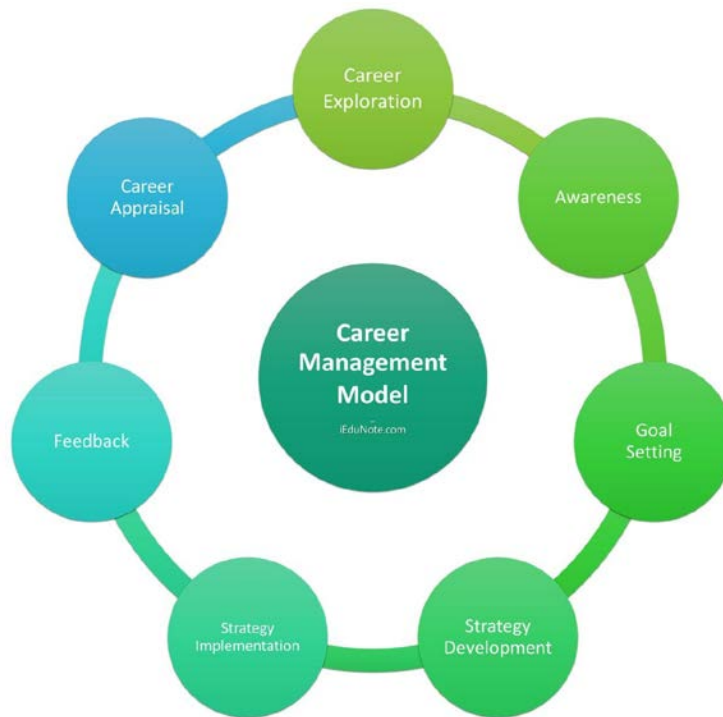 Career
Exploration
Awareness
Goal
Setting
Strategy
Development
Strategy
Implementation
Feedback
Career
Appraisal
Career
Management
Model
iEduNote.com